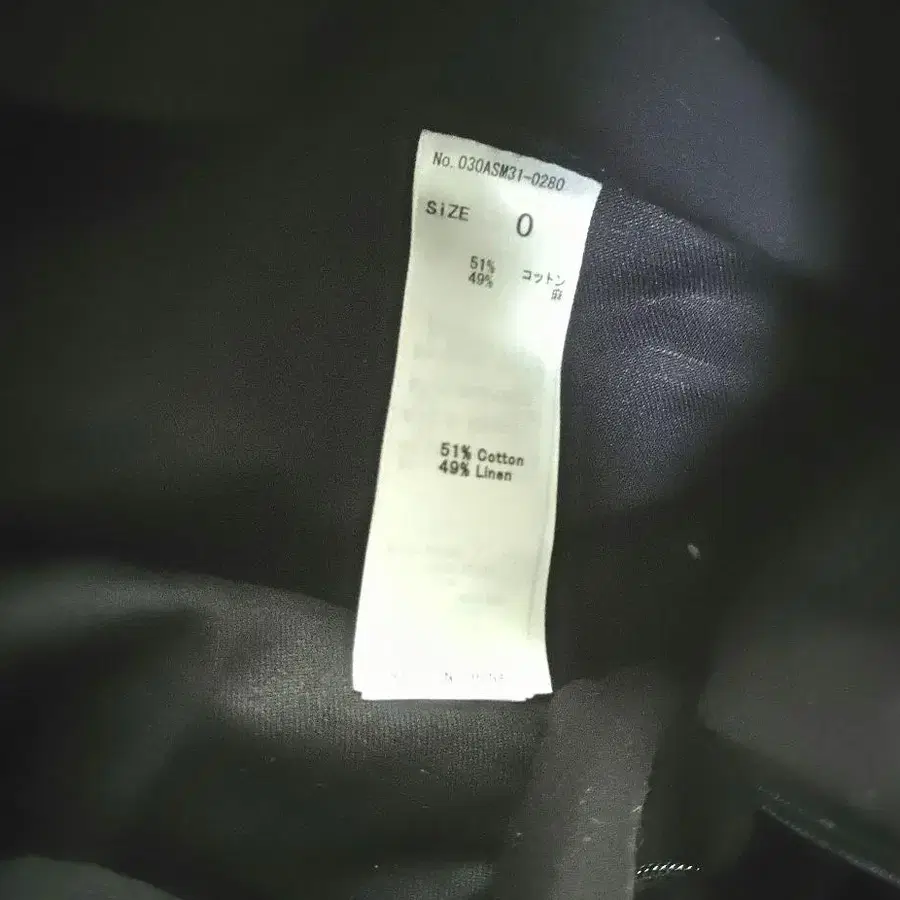 No. 030ASM31-0280
SiZE 0
51% コットン
49% 麻
51% Cotton
49% Linen